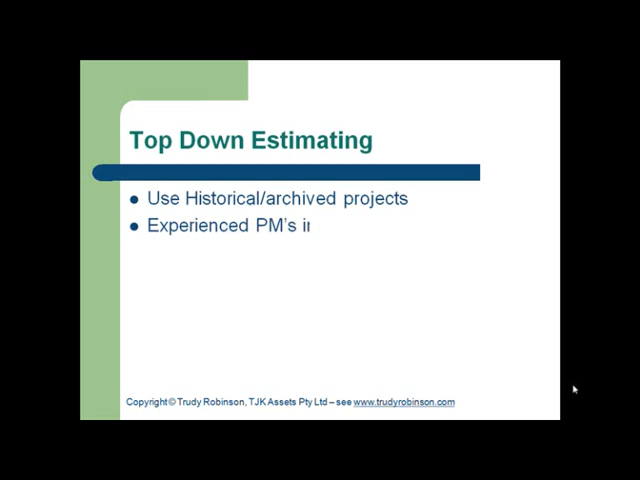 Top Down Estimating
Use Historical/archived projects
Experienced PM's
Copyright © Trudy Robinson, TJK Assets Pty Ltd – see www.trudyrobinson.com